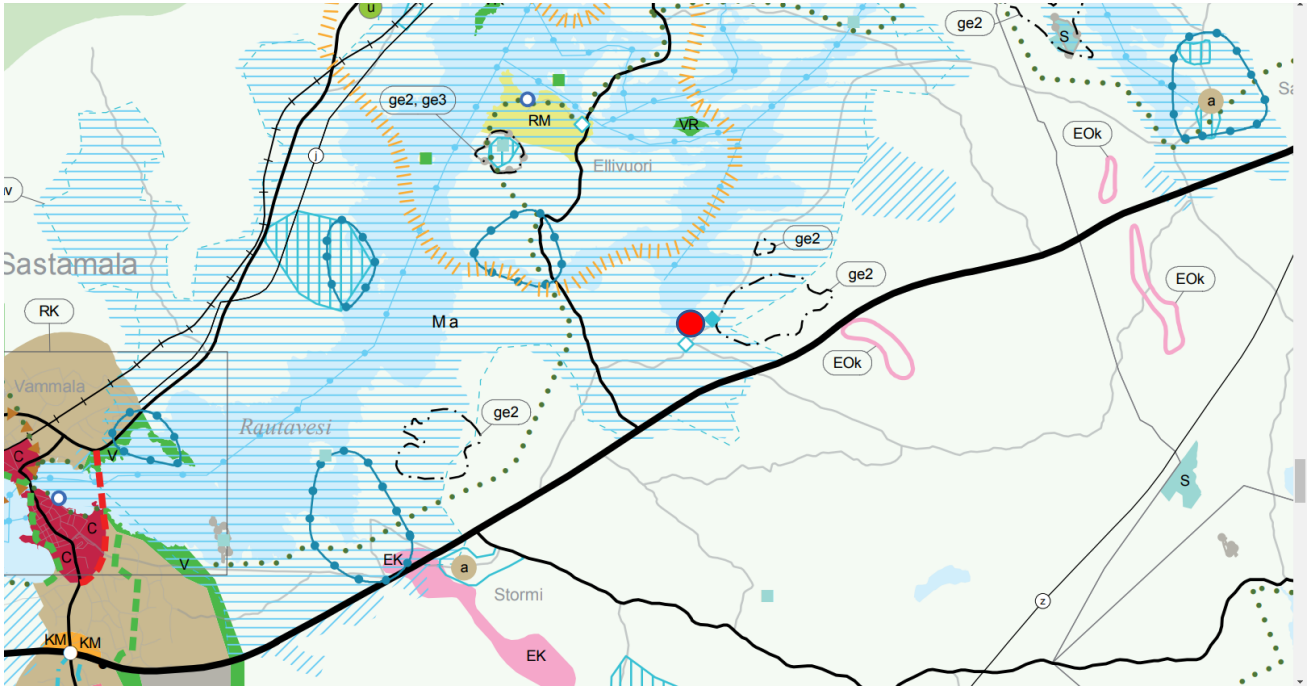 u
ge2
S
a
ge2, ge3
RM
VR
EOk
j
Ellivuori
Sastamala
ge2
ge2
EOk
RK
Ma
EOk
Vammala
ge2
Rautavesi
C
V
S
C
C
V
EK
a
Stormi
z
KM
KM
EK